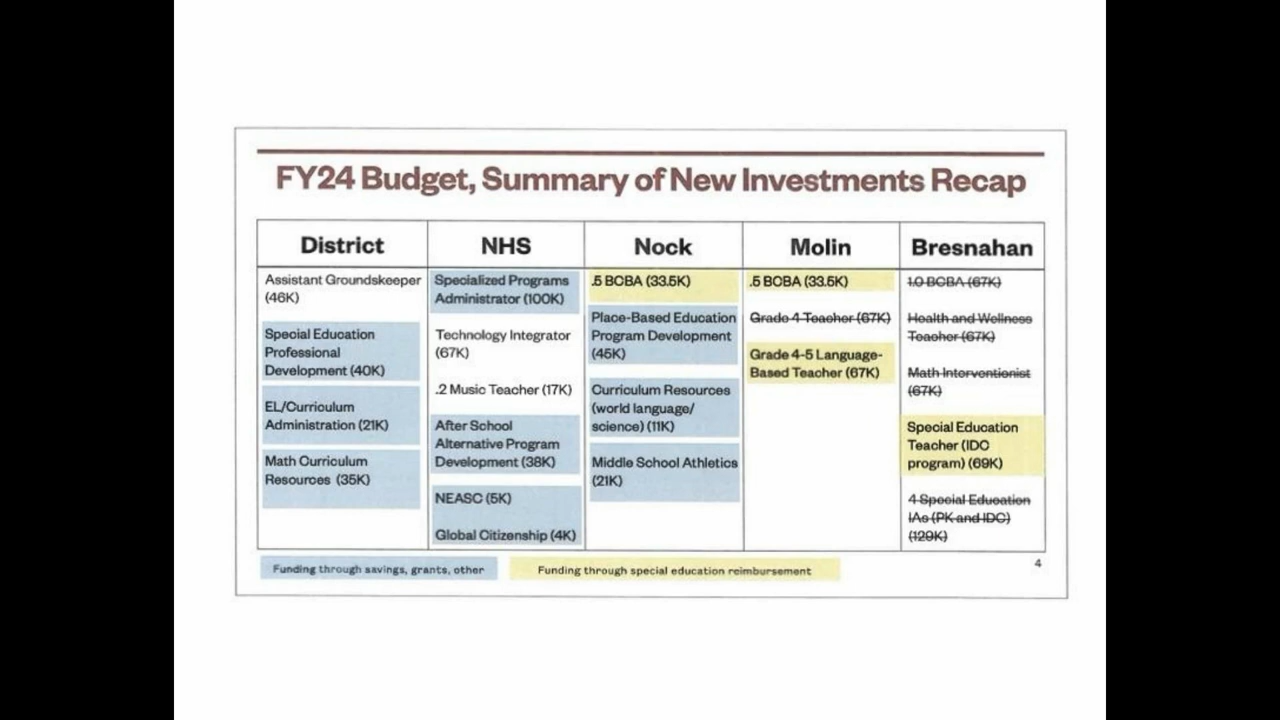 FY24 Budget, Summary of New Investments Recap
District
NHS
Nock
Molin
Bresnahan
Assistant Groundskeeper
(46K)
Special Education
Professional
Development (40K)
EL/Curriculum
Administration (21K)
Math Curriculum
Resources (35K)
Specialized Programs
Administrator (100K)
Technology Integrator
(67K)
.2 Music Teacher (17K)
After School
Alternative Program
Development (38K)
NEASC (5K)
Global Citizenship (4K)
.5 BCBA (33.5K)
Place-Based Education
Program Development
(45K)
Curriculum Resources
(world language/
science) (11K)
Middle School Athletics
(21K)
.5 BCBA (33.5K)
Grade 4 Teacher (67K)
Grade 4-5 Language-
Based Teacher (67K)
1.0 BCBA (67K)
Health and Wellness
Teacher (67K)
Math Interventionist
(67K)
Special Education
Teacher (IDC
program) (69K)
4 Special Education
IAs (PK and IDC)
(129K)
Funding through savings, grants, other
Funding through special education reimbursement
4